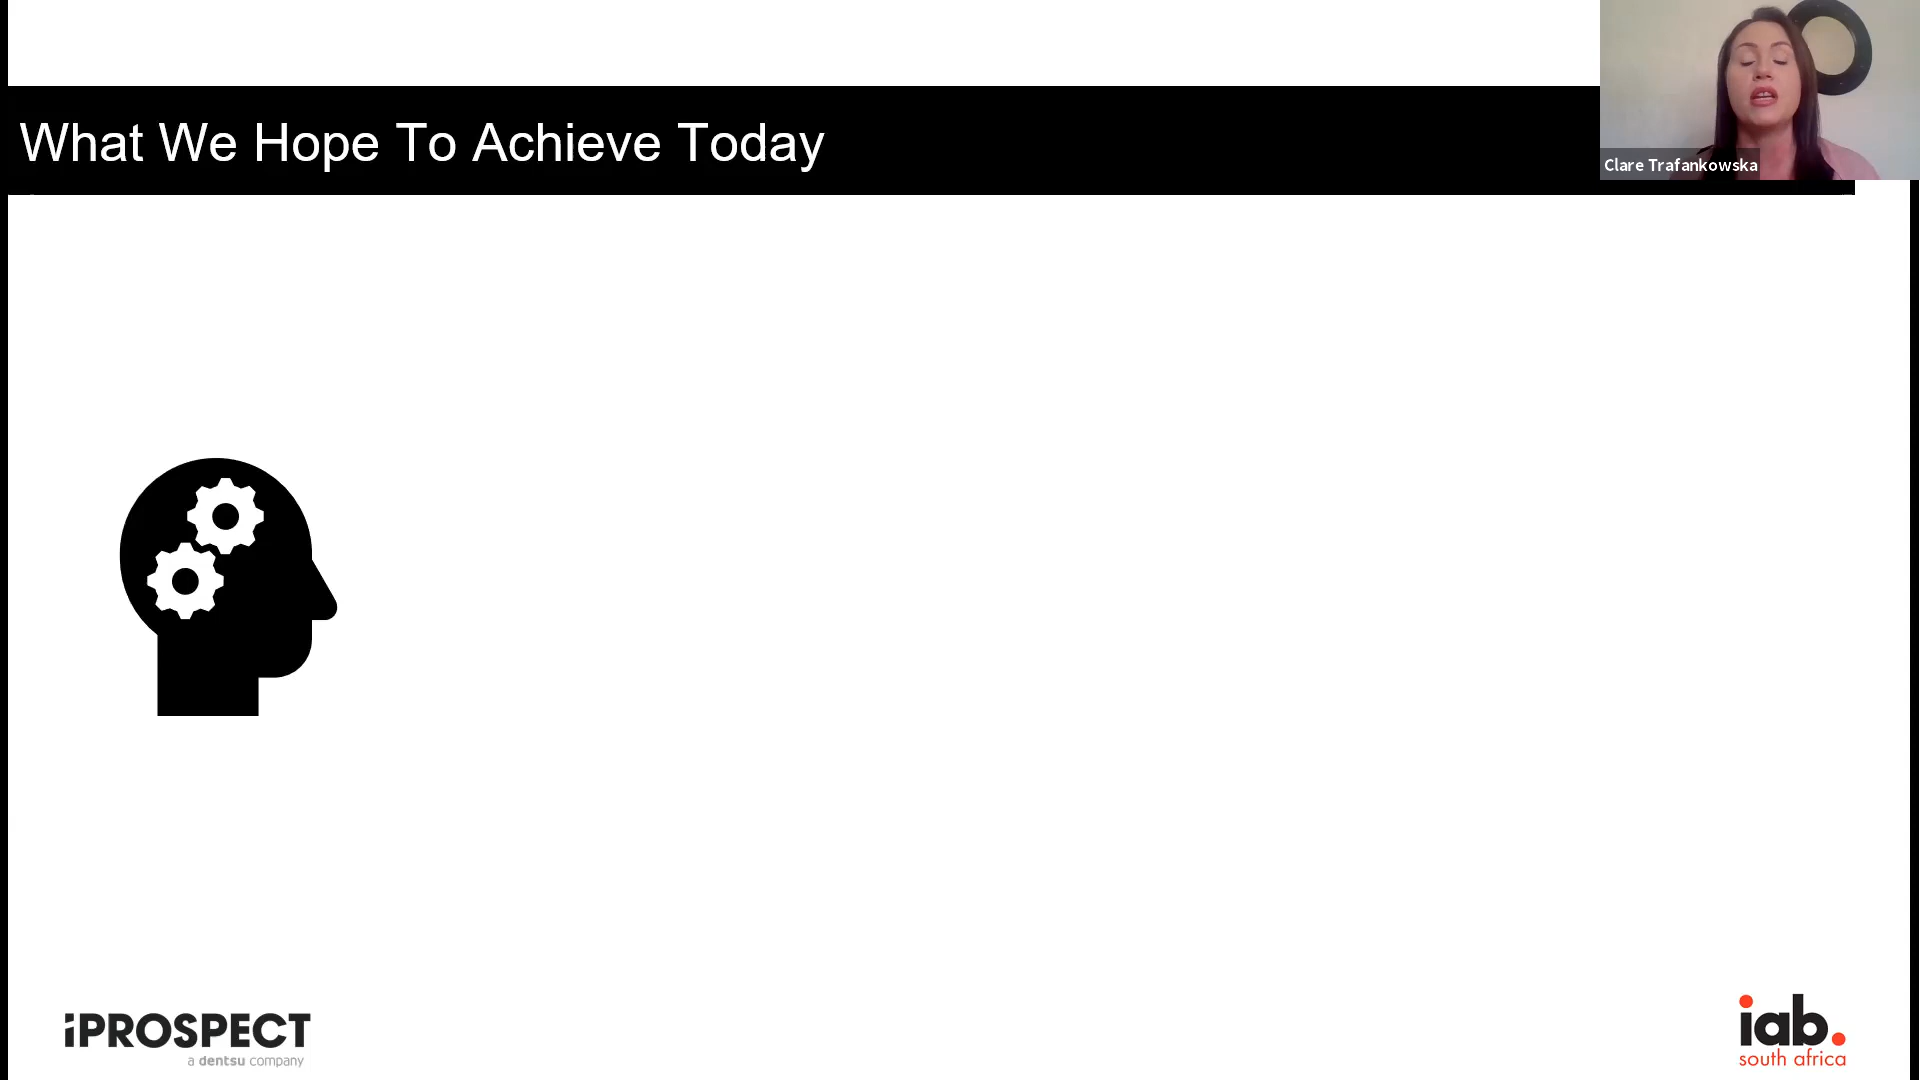 What We Hope To Achieve Today
Clare Trafankowska
iPROSPECT
a dentsu company
iab.
south africa